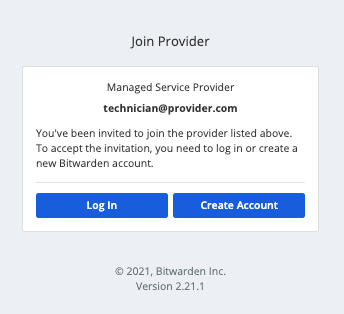 Join Provider
Managed Service Provider
technician@provider.com
You've been invited to join the provider listed above.
To accept the invitation, you need to log in or create a
new Bitwarden account.
Log In
Create Account
© 2021, Bitwarden Inc.
Version 2.21.1